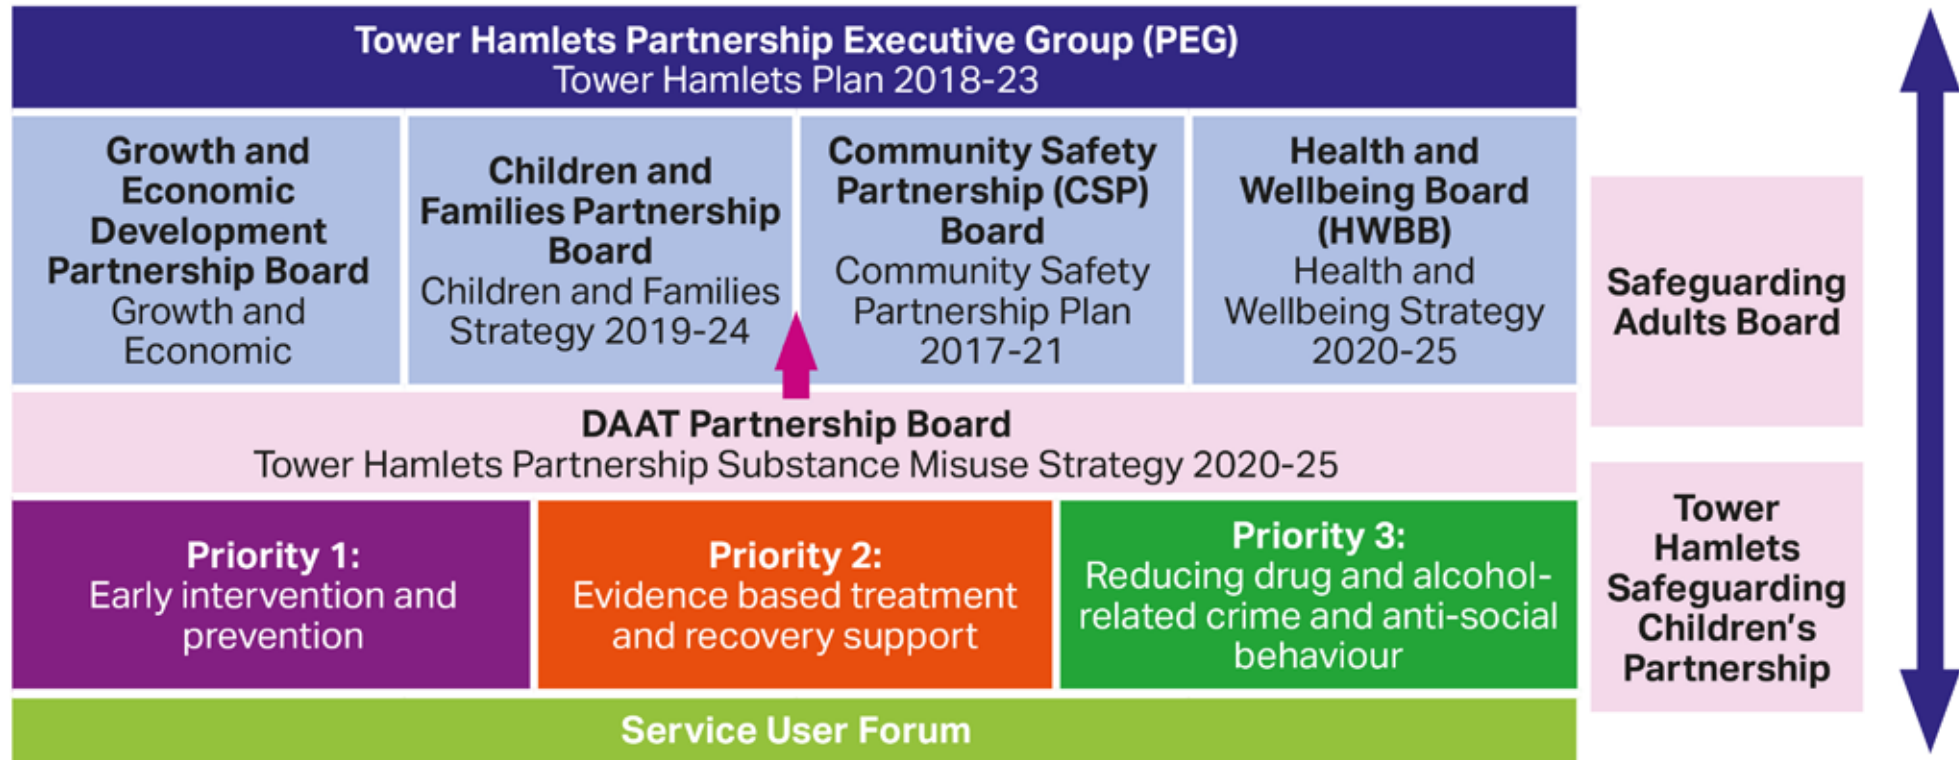 Tower Hamlets Partnership Executive Group (PEG)
Tower Hamlets Plan 2018-23
Growth and
Economic
Development
Partnership Board
Growth and
Economic
Children and
Families Partnership
Board
Children and Families
Strategy 2019-24
Community Safety
Partnership (CSP)
Board
Community Safety
Partnership Plan
2017-21
Health and
Wellbeing Board
(HWBB)
Health and
Wellbeing Strategy
2020-25
Safeguarding
Adults Board
DAAT Partnership Board
Tower Hamlets Partnership Substance Misuse Strategy 2020-25
Priority 1:
Early intervention and
prevention
Priority 2:
Evidence based treatment
and recovery support
Priority 3:
Reducing drug and alcohol-
related crime and anti-social
behaviour
Tower
Hamlets
Safeguarding
Children's
Partnership
Service User Forum